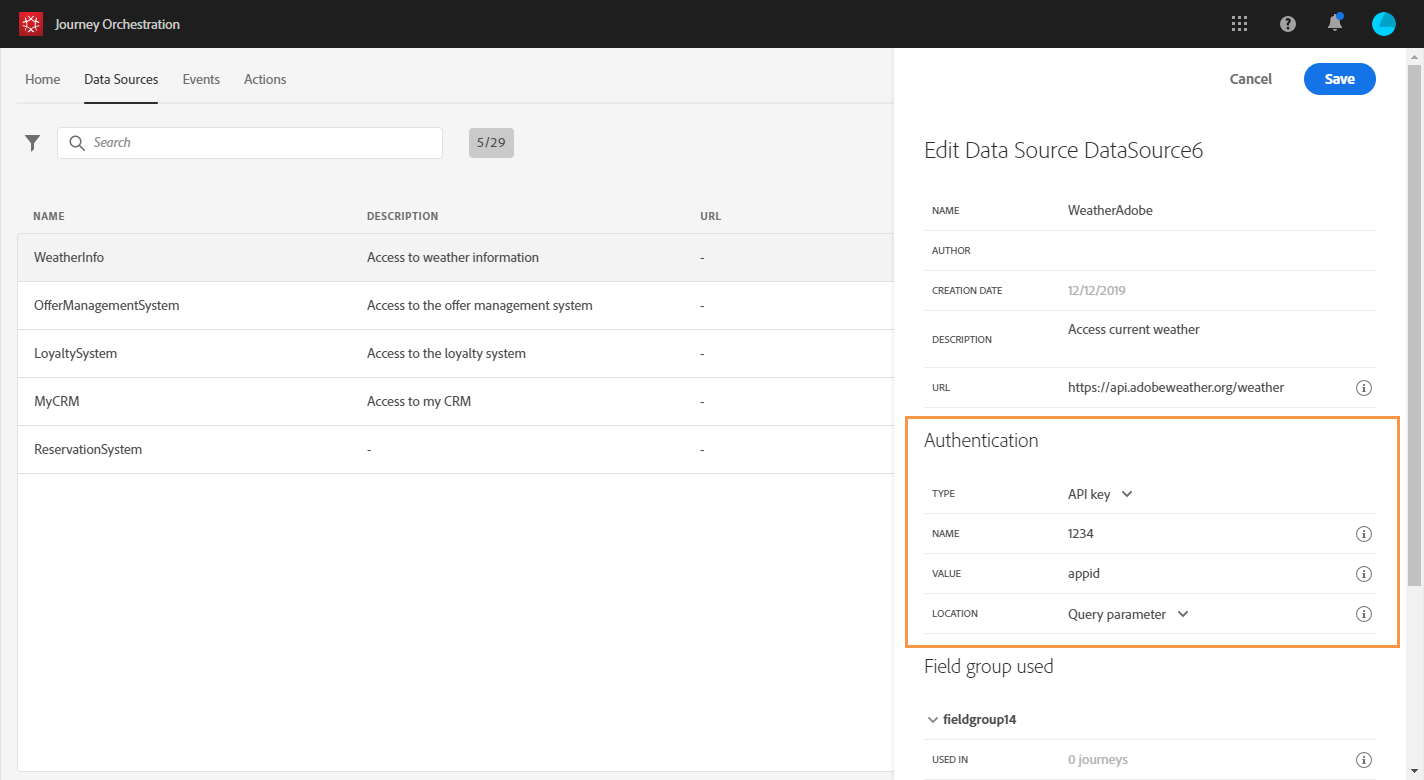 Journey Orchestration
Home Data Sources Events Actions
Search 5/29
NAME DESCRIPTION URL
WeatherInfo Access to weather information -
OfferManagementSystem Access to the offer management system -
LoyaltySystem Access to the loyalty system -
MyCRM Access to my CRM -
ReservationSystem - -
Cancel Save
Edit Data Source DataSource6
NAME WeatherAdobe
AUTHOR
CREATION DATE 12/12/2019
DESCRIPTION Access current weather
URL https://api.adobeweather.org/weather
Authentication
TYPE API key
NAME 1234
VALUE appid
LOCATION Query parameter
Field group used
fieldgroup14
USED IN 0 journeys